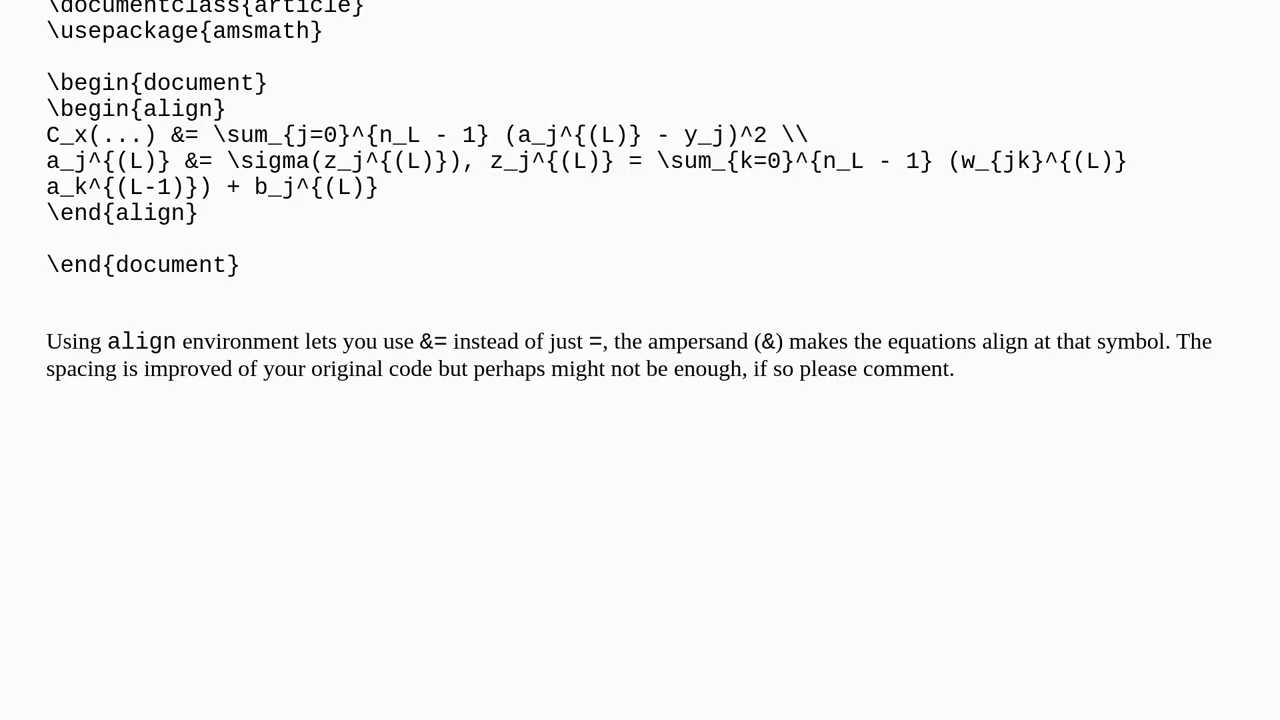 \documentclass{article}
\usepackage{amsmath}
\begin{document}
\begin{align}
C_x(...) &= \sum_{j=0}^{n_L - 1} (a_j^{(L)} - y_j)^2 \\
a_j^{(L)} &= \sigma(z_j^{(L)}), z_j^{(L)} = \sum_{k=0}^{n_L - 1} (w_{jk}^{(L)}
a_k^{(L-1)}) + b_j^{(L)}
\end{align}
\end{document}
Using align environment lets you use &= instead of just =, the ampersand (&) makes the equations align at that symbol. The
spacing is improved of your original code but perhaps might not be enough, if so please comment.